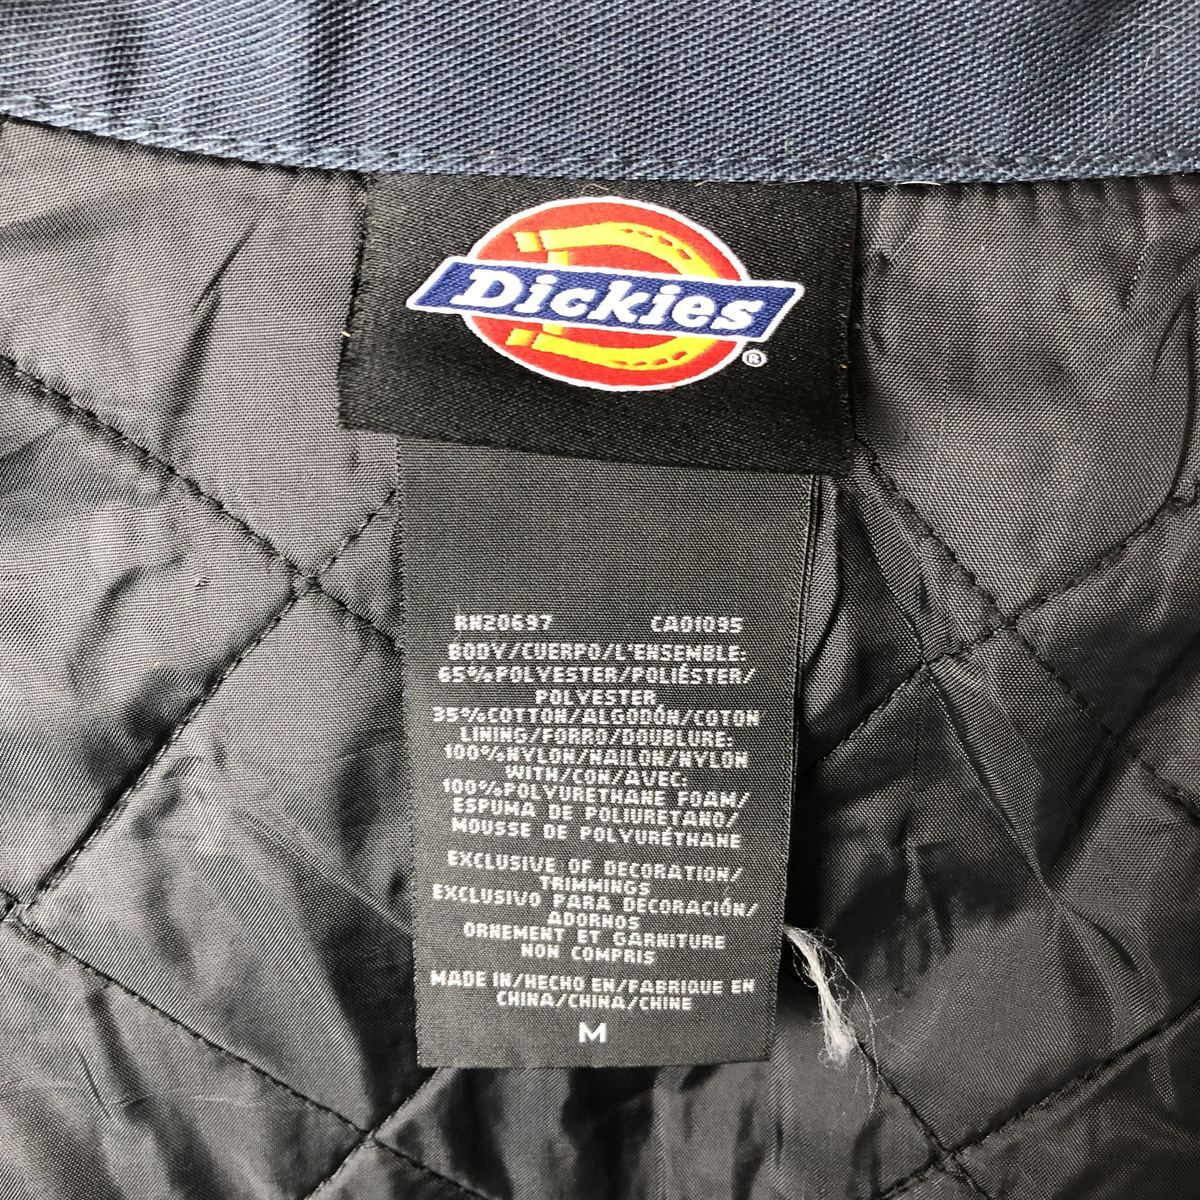 Dickies
®
RN20697 CA01095
BODY/CUERPO/L'ENSEMBLE:
65%POLYESTER/POLIÉSTER/
POLYESTER
35%COTTON/ALGODÓN/COTON
LINING/FORRO/DOUBLURE:
100%NYLON/NAILON/NYLON
WITH/CON/AVEC:
100%POLYURETHANE FOAM/
ESPUMA DE POLIURETANO/
MOUSSE DE POLYURÉTHANE
EXCLUSIVE OF DECORATION/
TRIMMINGS
EXCLUSIVO PARA DECORACIÓN/
ADORNOS
ORNEMENT ET GARNITURE
NON COMPRIS
MADE IN/HECHO EN/FABRIQUE EN
CHINA/CHINA/CHINE
M